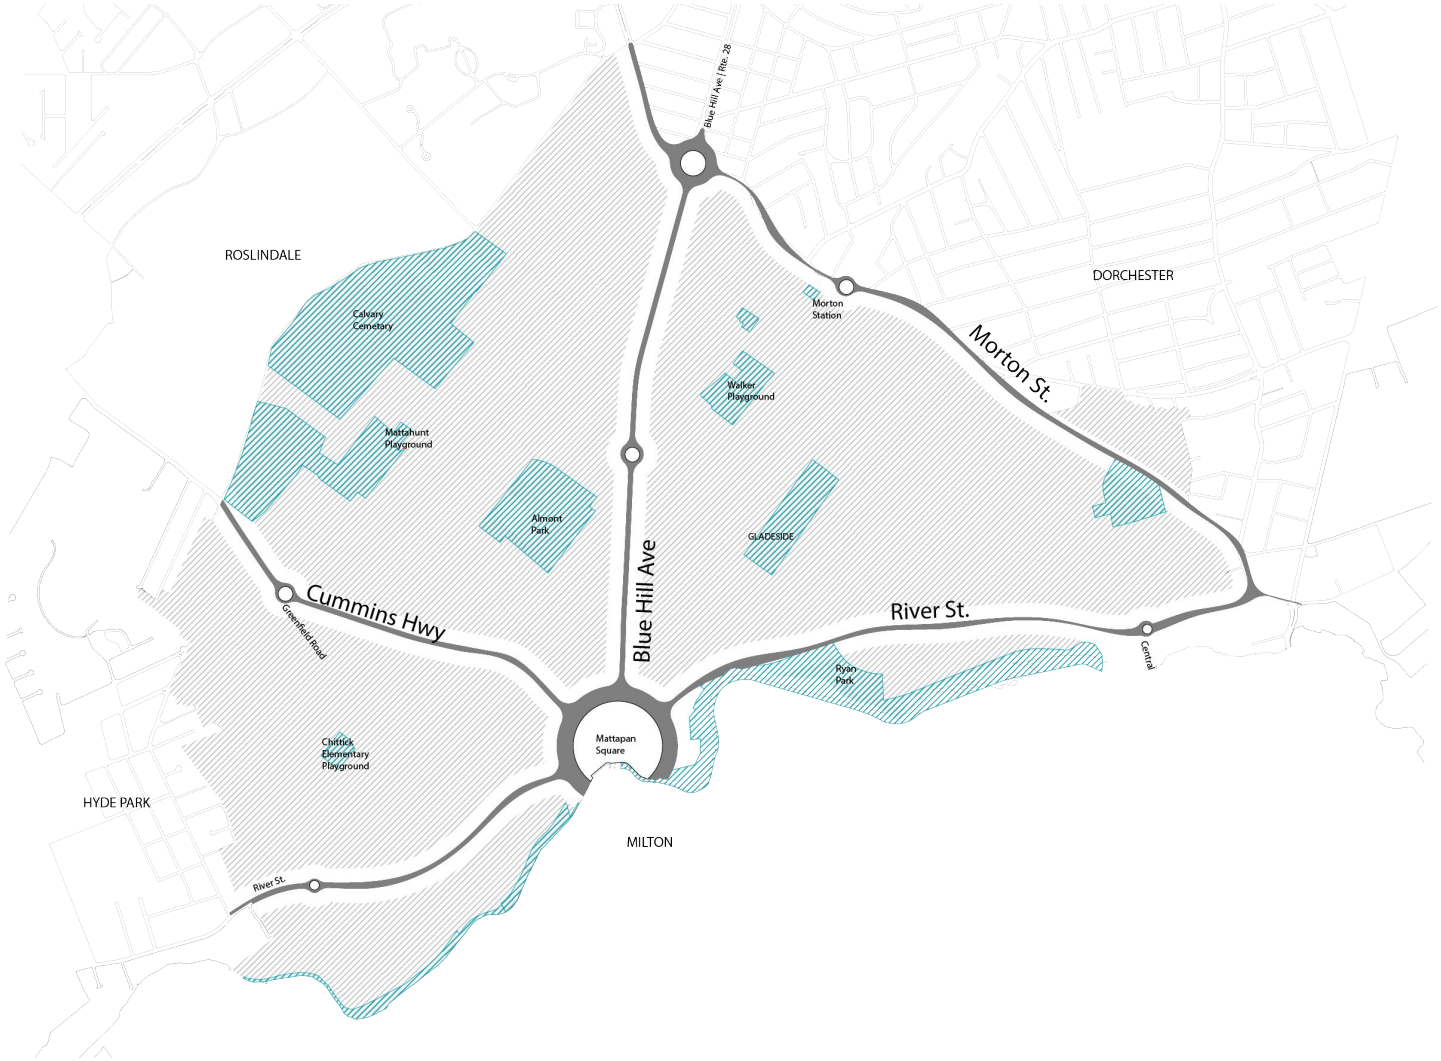 Blue Hill Ave | Rte. 28
ROSLINDALE
DORCHESTER
Morton
Station
Calvary
Cemetary
Morton St.
Walker
Playground
Mattahunt
Playground
Almont
Park
GLADESIDE
Blue Hill Ave
Cummins Hwy
Greenfield Road
River St.
Central
Ryan
Park
Mattapan
Square
Chittick
Elementary
Playground
HYDE PARK
MILTON
River St.